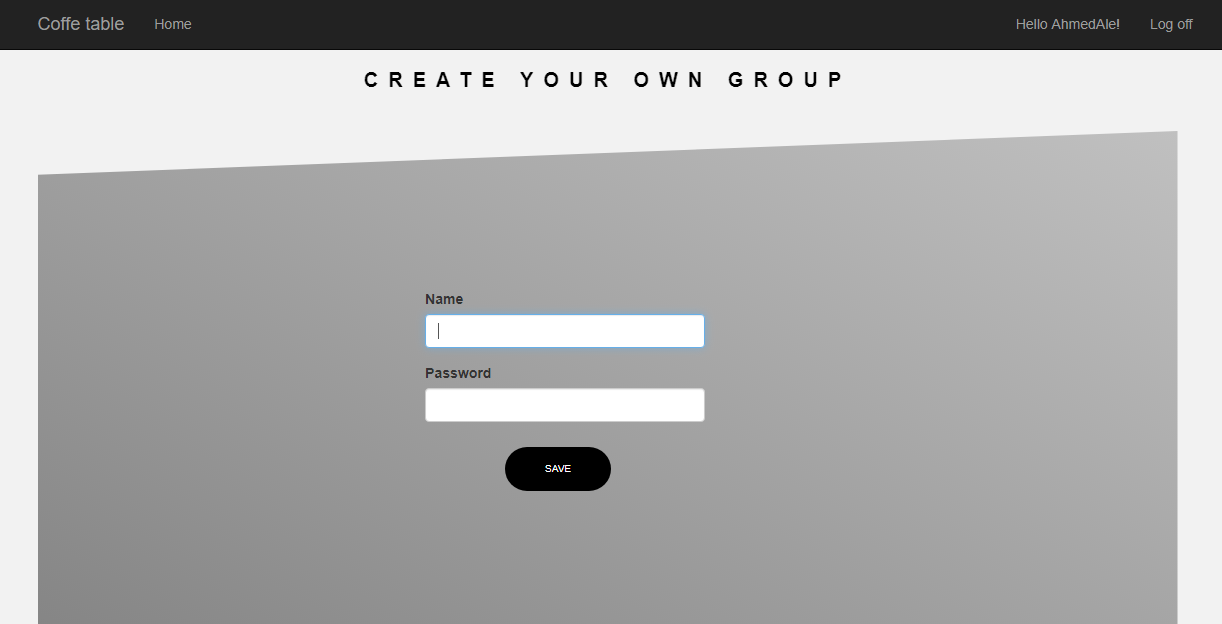 Coffe table Home Hello AhmedAle! Log off
CREATE YOUR OWN GROUP
Name
Password
SAVE